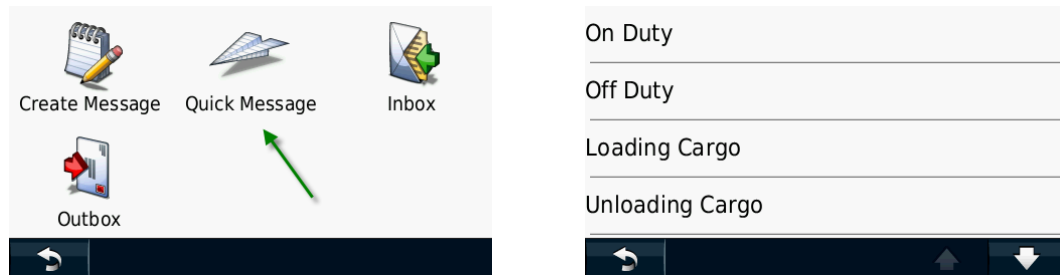 Create Message
Quick Message
Inbox
Outbox
On Duty
Off Duty
Loading Cargo
Unloading Cargo